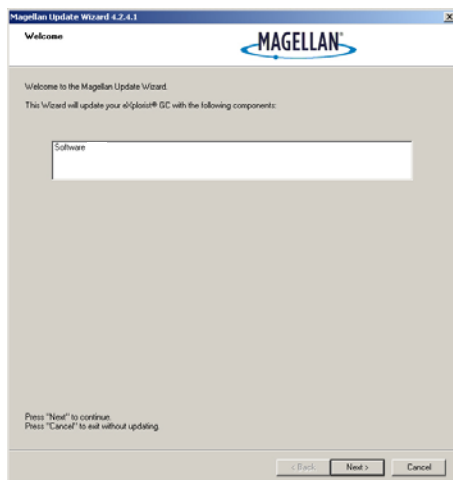 Magellan Update Wizard 4.2.4.1
Welcome
MAGELLAN®
Welcome to the Magellan Update Wizard.
This Wizard will update your eXplorist® GC with the following components:
Software
Press "Next" to continue.
Press "Cancel" to exit without updating.
< Back Next > Cancel